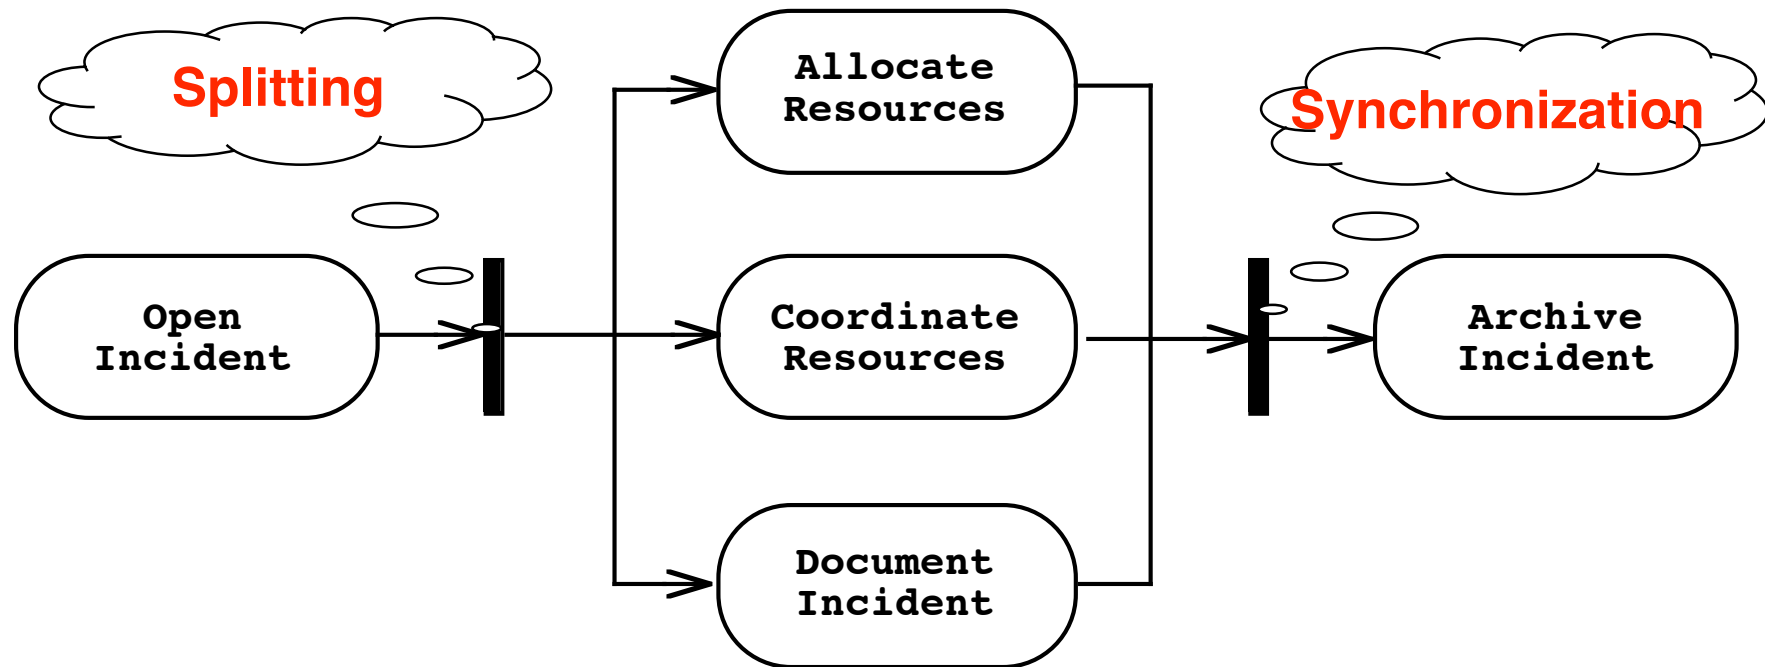 Splitting
Allocate
Resources
Synchronization
Open
Incident
Coordinate
Resources
Archive
Incident
Document
Incident